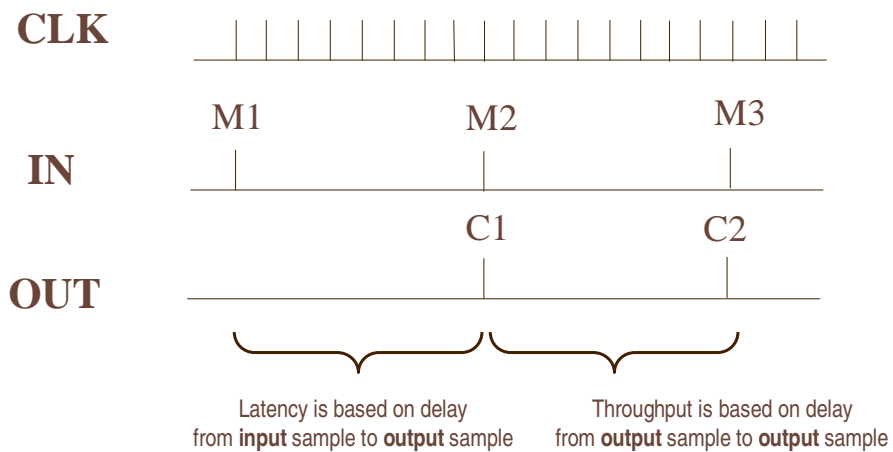 CLK
M1 M2 M3
IN
C1 C2
OUT
Latency is based on delay
from input sample to output sample
Throughput is based on delay
from output sample to output sample